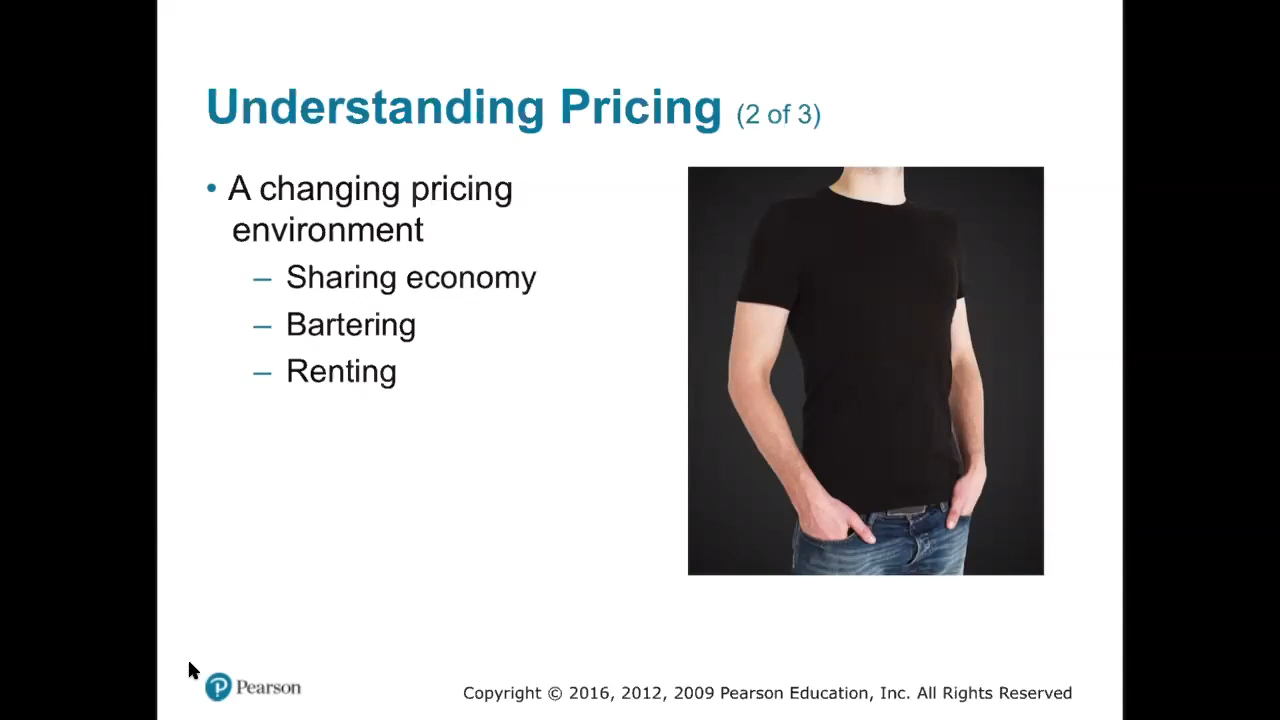 Understanding Pricing (2 of 3)
• A changing pricing
environment
– Sharing economy
– Bartering
– Renting
P Pearson
Copyright © 2016, 2012, 2009 Pearson Education, Inc. All Rights Reserved